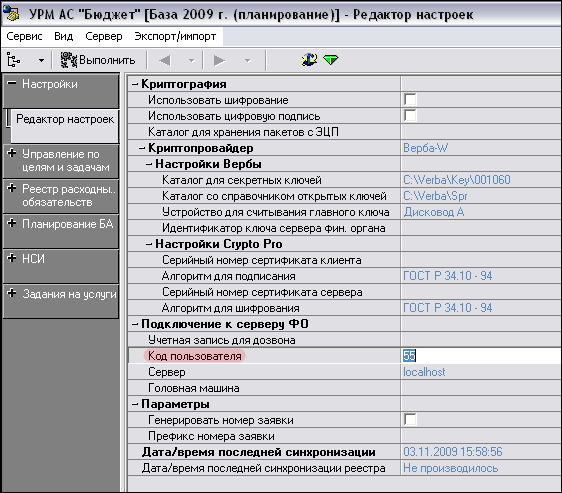 УРМ АС "Бюджет" [База 2009 г. (планирование)] - Редактор настроек
Сервис Вид Сервер Экспорт/импорт
Выполнить
Настройки
Редактор настроек
Управление по
целям и задачам
Реестр расходны..
обязательств
Планирование БА
НСИ
Задания на услуги
Криптография
Использовать шифрование
Использовать цифровую подпись
Каталог для хранения пакетов с ЭЦП
Криптопровайдер Верба-W
Настройки Вербы
Каталог для секретных ключей C:\Verba\Key\001060
Каталог со справочником открытых ключей C:\Verba\Spr
Устройство для считывания главного ключа Дисковод А
Идентификатор ключа сервера фин. органа
Настройки Crypto Pro
Серийный номер сертификата клиента
Алгоритм для подписания ГОСТ Р 34.10 - 94
Серийный номер сертификата сервера
Алгоритм для шифрования ГОСТ Р 34.10 - 94
Подключение к серверу ФО
Учетная запись для дозвона
Код пользователя 55
Сервер localhost
Головная машина
Параметры
Генерировать номер заявки
Префикс номера заявки
Дата/время последней синхронизации 03.11.2009 15:58:56
Дата/время последней синхронизации реестра Не производилось